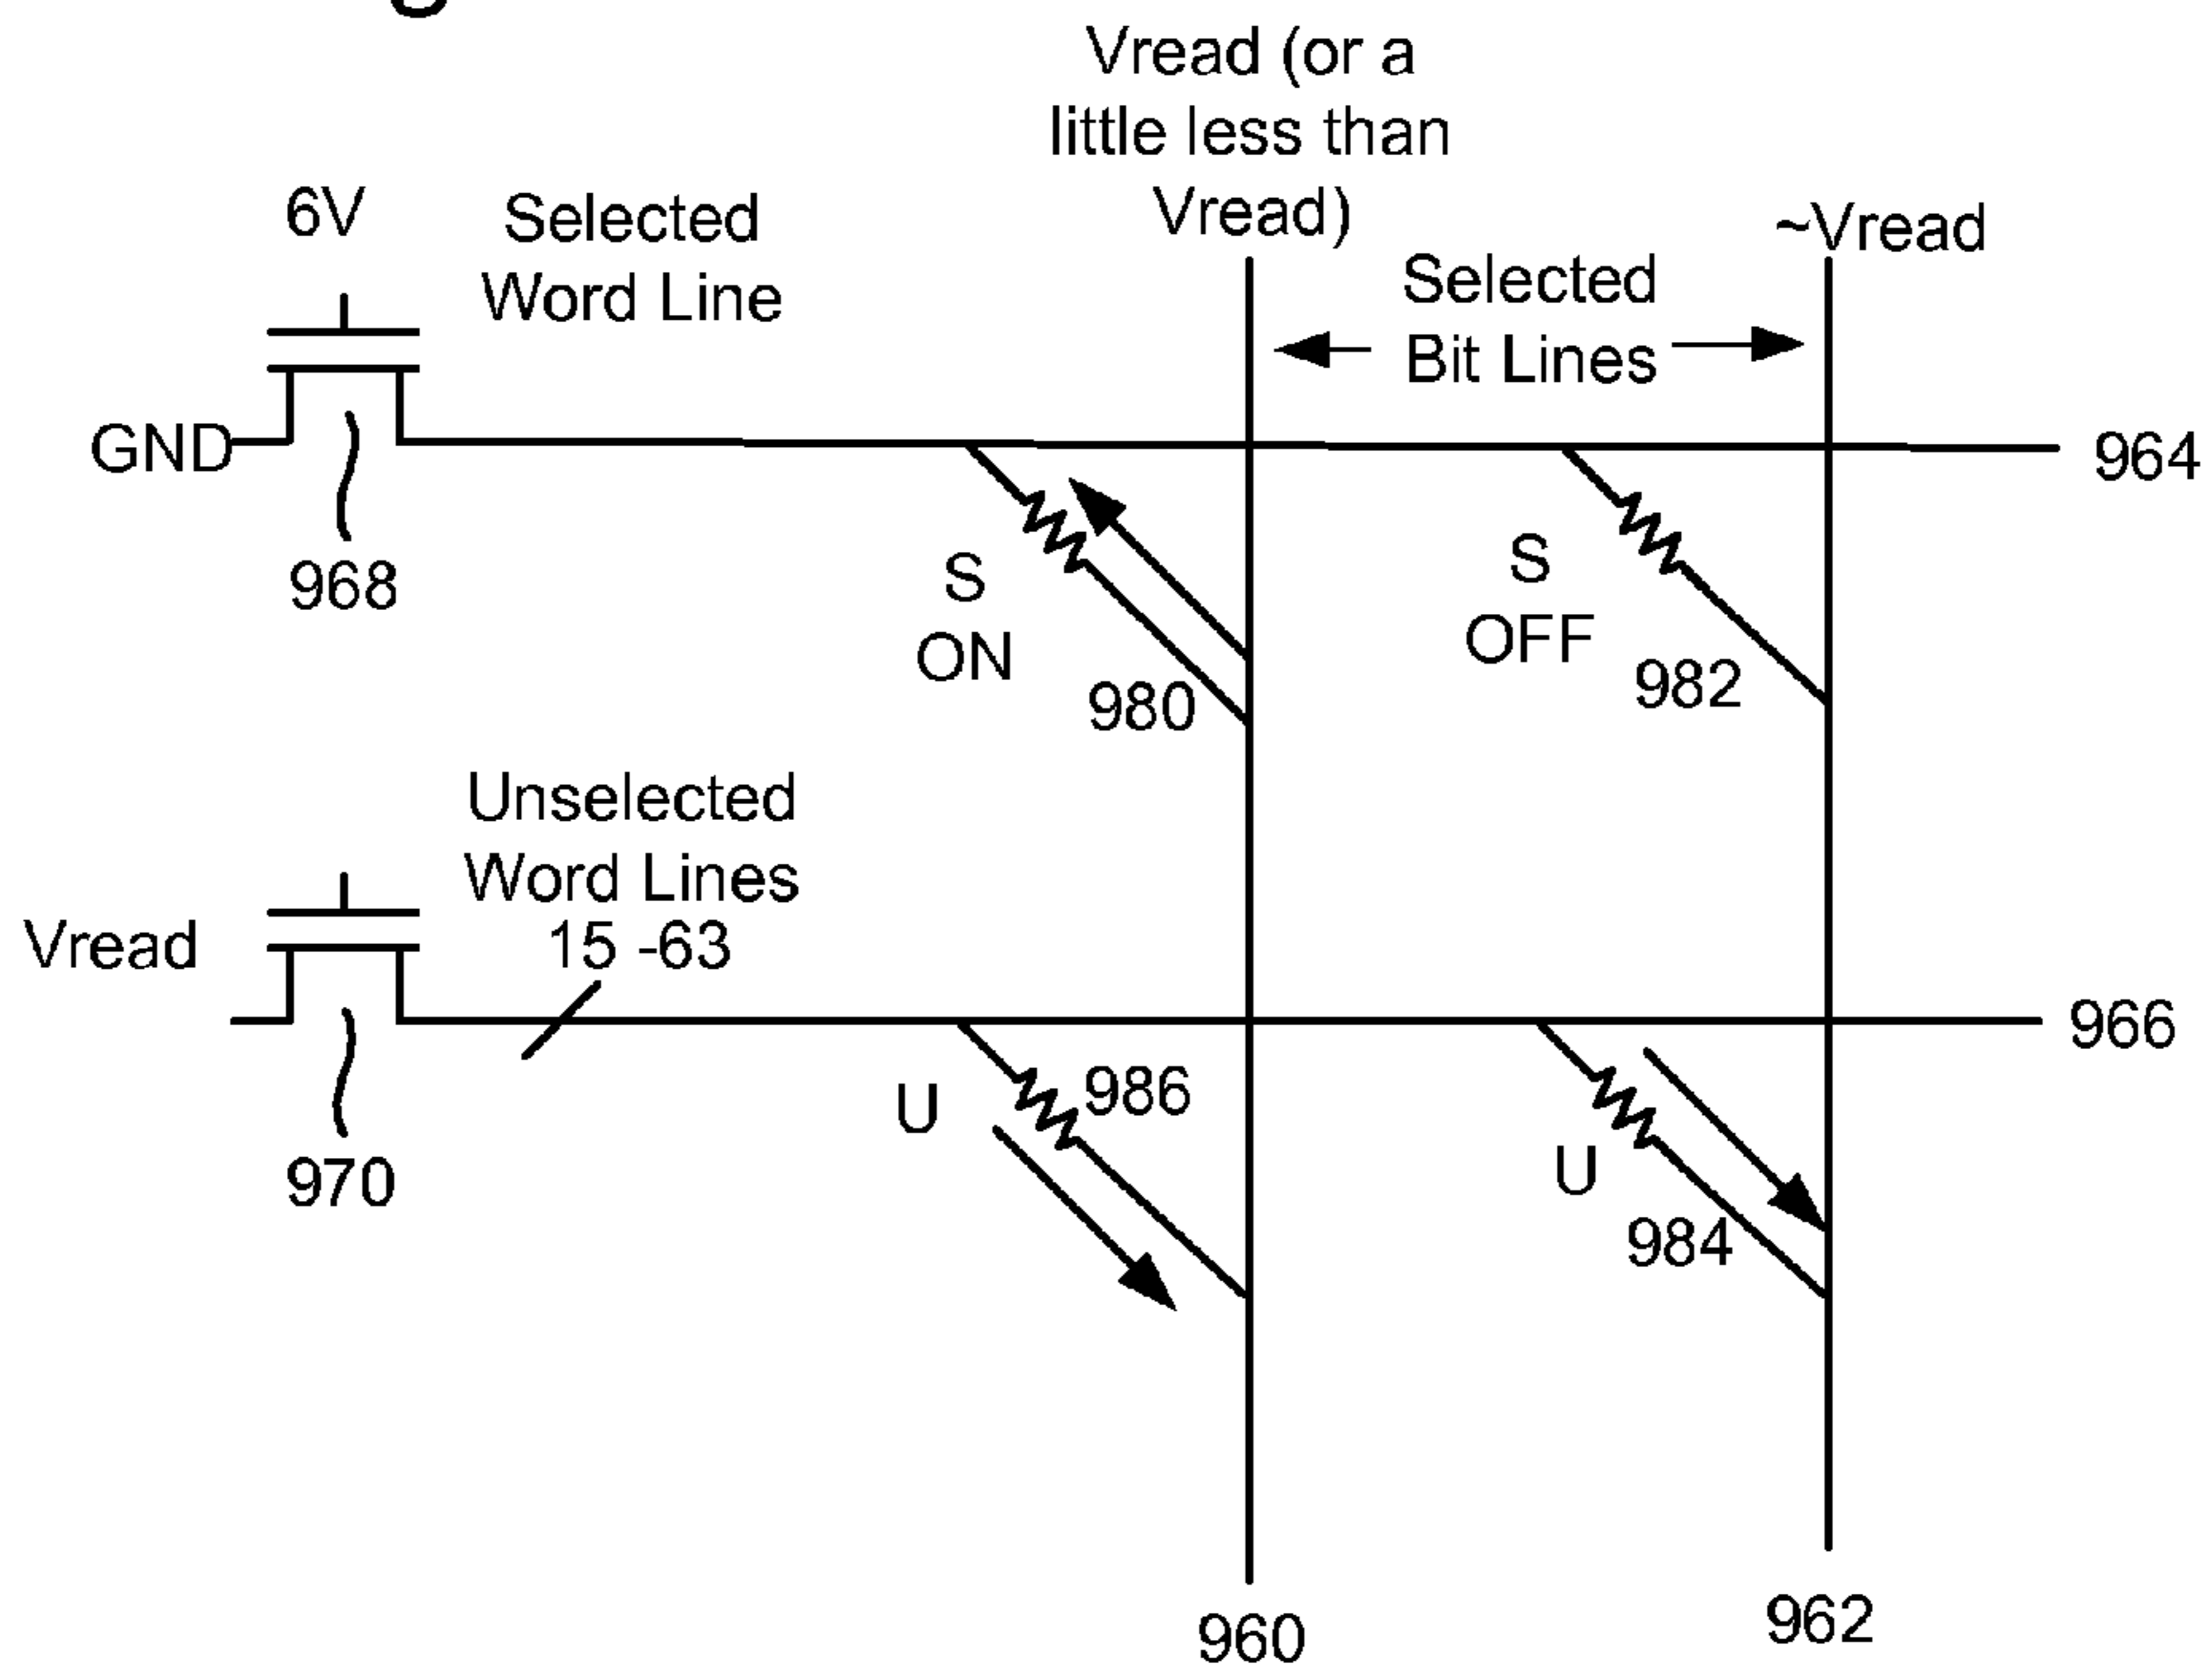 Vread (or a
little less than
Vread)
6V
Selected
Word Line
~Vread
Selected
Bit Lines
GND
964
968
S
ON
980
S
OFF
982
Unselected
Word Lines
15 -63
Vread
966
970
U
986
U
984
960
962